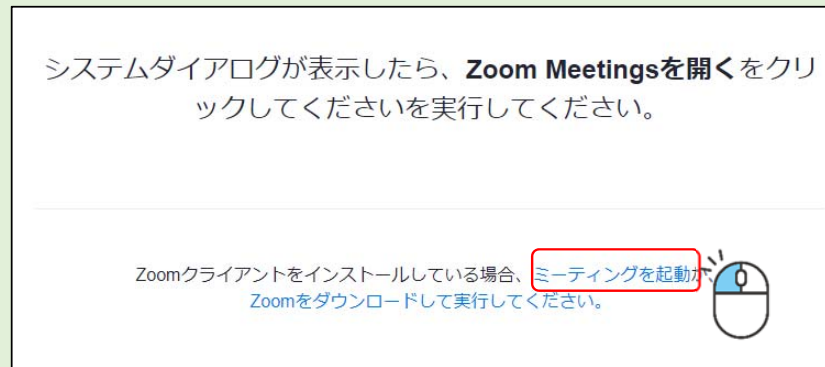 システムダイアログが表示したら、Zoom Meetingsを開くをクリ
ックしてくださいを実行してください。
Zoomクライアントをインストールしている場合、ミーティングを起動か、
Zoomをダウンロードして実行してください。